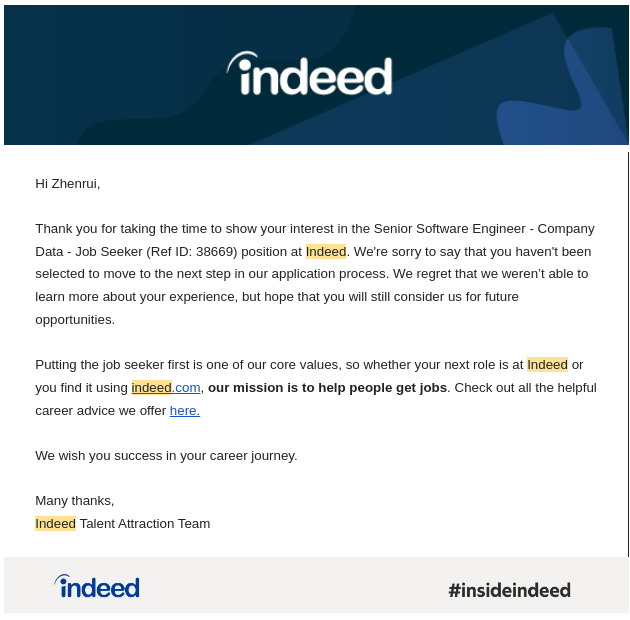 indeed
Hi Zhenrui,
Thank you for taking the time to show your interest in the Senior Software Engineer - Company
Data - Job Seeker (Ref ID: 38669) position at Indeed. We're sorry to say that you haven't been
selected to move to the next step in our application process. We regret that we weren’t able to
learn more about your experience, but hope that you will still consider us for future
opportunities.
Putting the job seeker first is one of our core values, so whether your next role is at Indeed or
you find it using indeed.com, our mission is to help people get jobs. Check out all the helpful
career advice we offer here.
We wish you success in your career journey.
Many thanks,
Indeed Talent Attraction Team
indeed #insideindeed